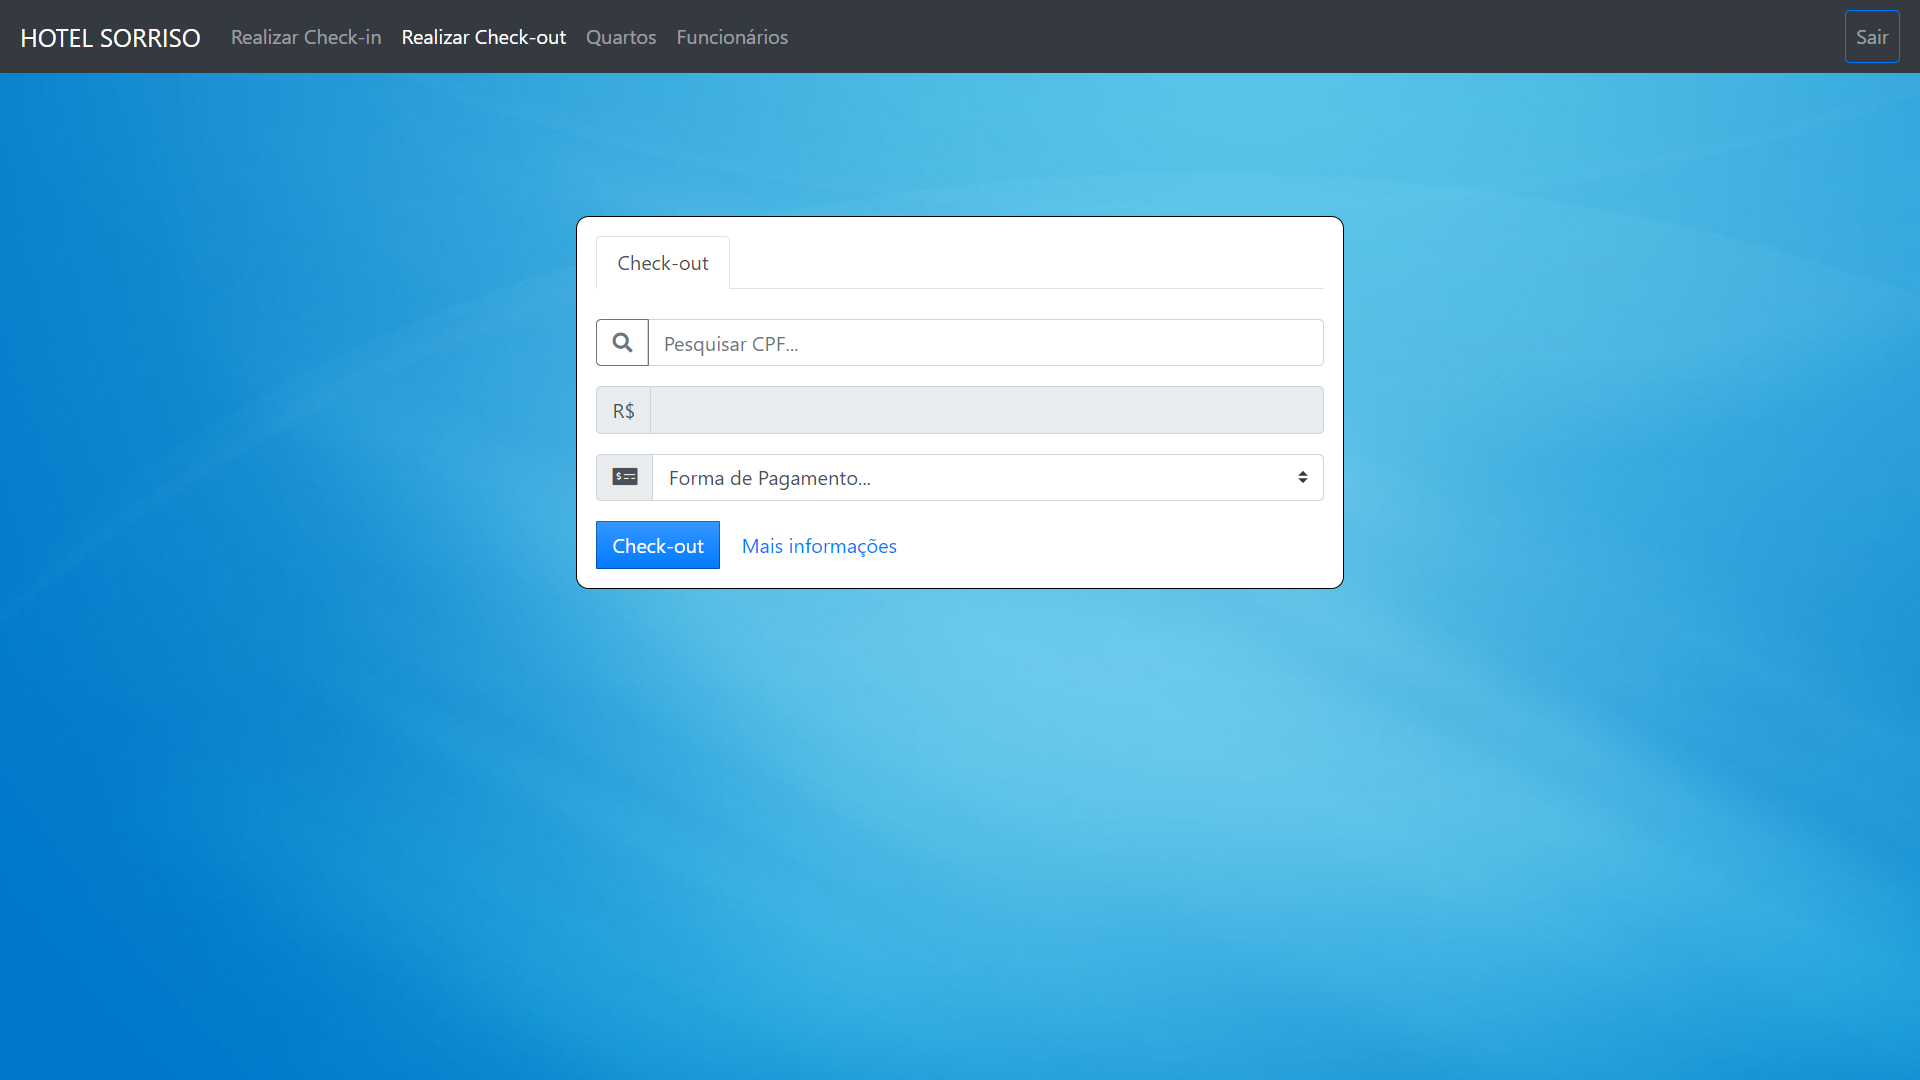 HOTEL SORRISO Realizar Check-in Realizar Check-out Quartos Funcionários Sair
Check-out
Pesquisar CPF...
R$
Forma de Pagamento...
Check-out Mais informações